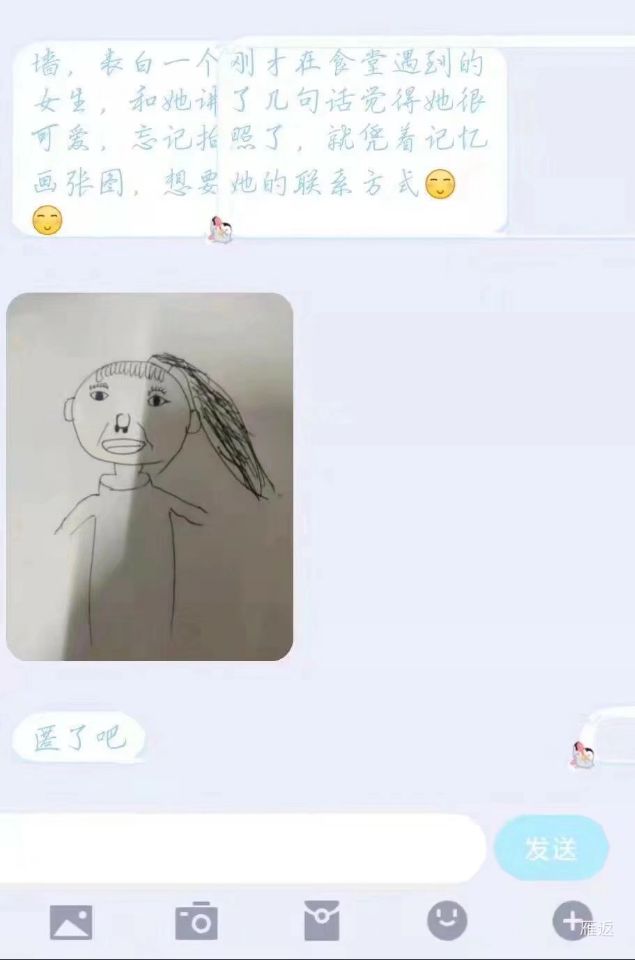 墙，表白一个刚才在食堂遇到的
女生，和她讲了几句话觉得她很
可爱，忘记拍照了，就凭着记忆
画张图，想要她的联系方式
匿了吧
发送
雁返